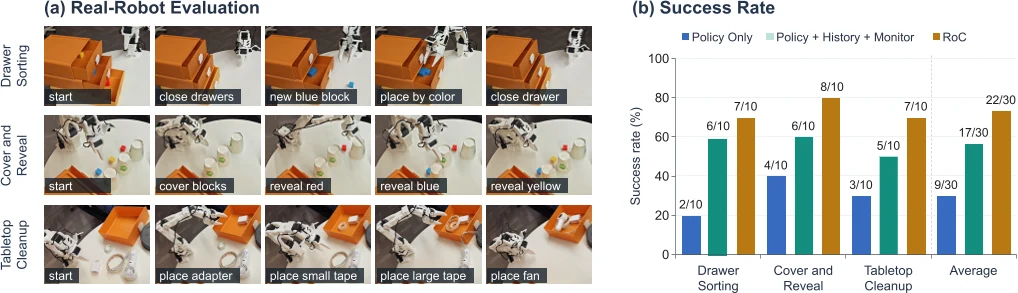 (a) Real-Robot Evaluation
Drawer
Sorting
start
close drawers
new blue block
place by color
close drawer
Cover and
Reveal
start
cover blocks
reveal red
reveal blue
reveal yellow
Tabletop
Cleanup
start
place adapter
place small tape
place large tape
place fan
(b) Success Rate
Policy Only
Policy + History + Monitor
RoC
Success rate (%)
100
80
60
40
20
0
2/10
6/10
7/10
4/10
6/10
8/10
3/10
5/10
7/10
9/30
17/30
22/30
Drawer
Sorting
Cover and
Reveal
Tabletop
Cleanup
Average